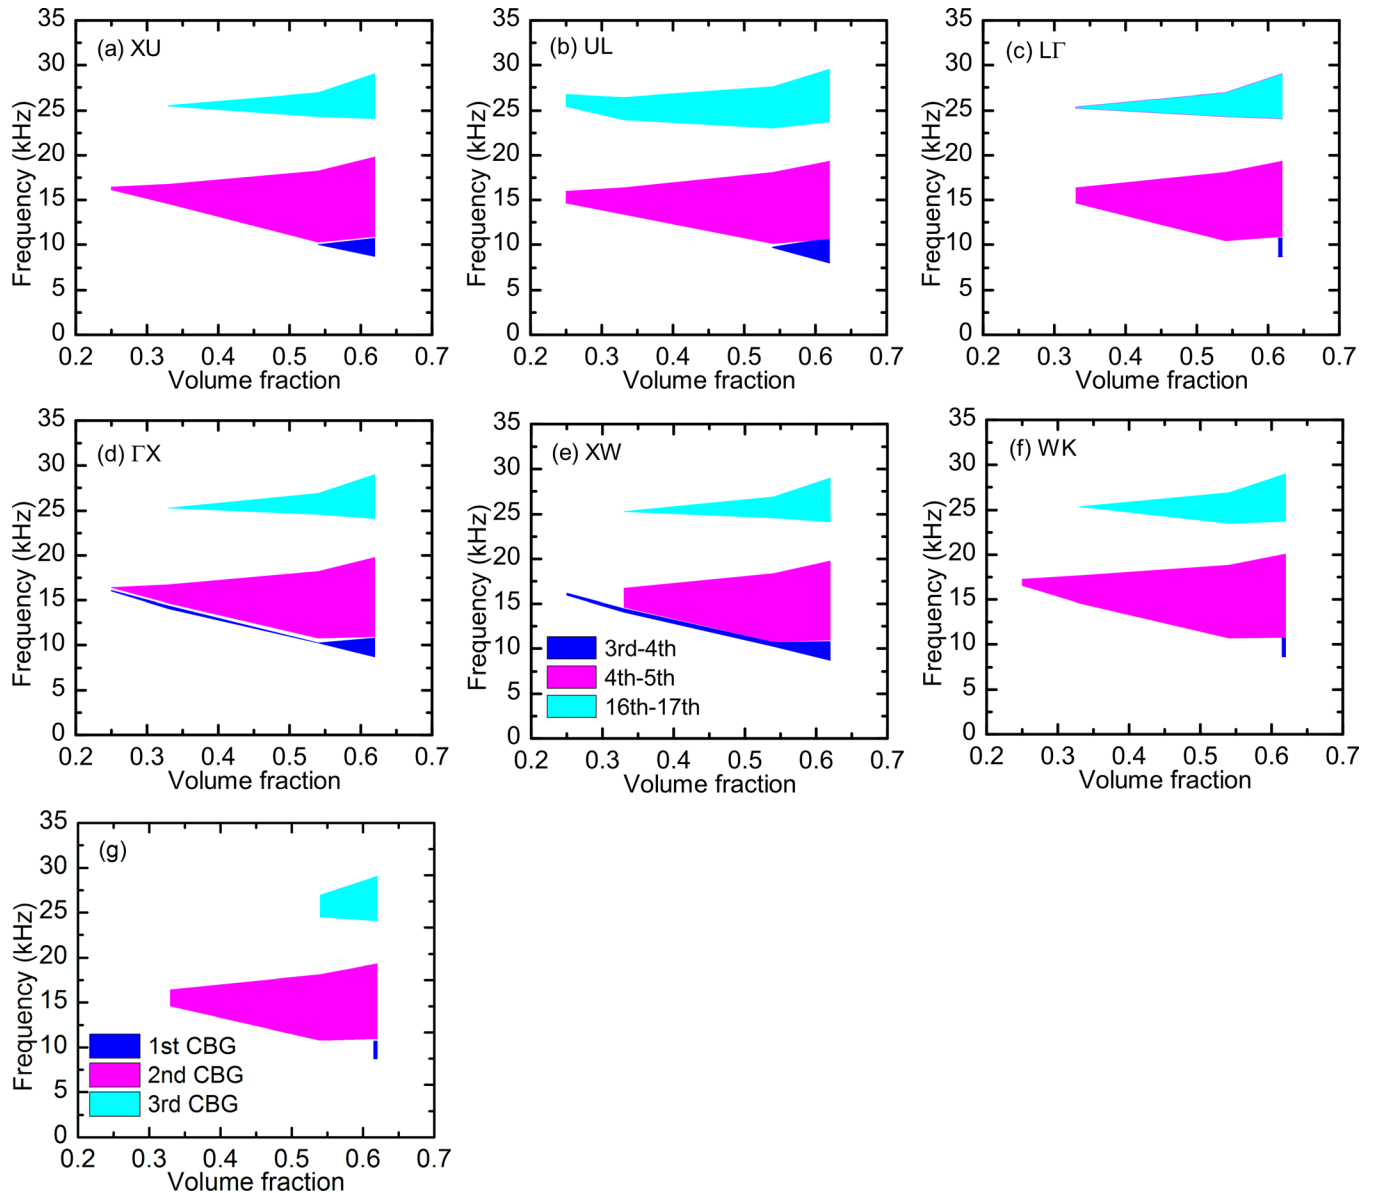 (a) XU
Frequency (kHz)
35
30
25
20
15
10
5
0
0.2 0.3 0.4 0.5 0.6 0.7
Volume fraction
(b) UL
Frequency (kHz)
35
30
25
20
15
10
5
0
0.2 0.3 0.4 0.5 0.6 0.7
Volume fraction
(c) LΓ
Frequency (kHz)
35
30
25
20
15
10
5
0
0.2 0.3 0.4 0.5 0.6 0.7
Volume fraction
(d) ΓX
Frequency (kHz)
35
30
25
20
15
10
5
0
0.2 0.3 0.4 0.5 0.6 0.7
Volume fraction
(e) XW
Frequency (kHz)
35
30
25
20
15
10
5
0
3rd-4th
4th-5th
16th-17th
0.2 0.3 0.4 0.5 0.6 0.7
Volume fraction
(f) WK
Frequency (kHz)
35
30
25
20
15
10
5
0
0.2 0.3 0.4 0.5 0.6 0.7
Volume fraction
(g)
Frequency (kHz)
35
30
25
20
15
10
5
0
1st CBG
2nd CBG
3rd CBG
0.2 0.3 0.4 0.5 0.6 0.7
Volume fraction